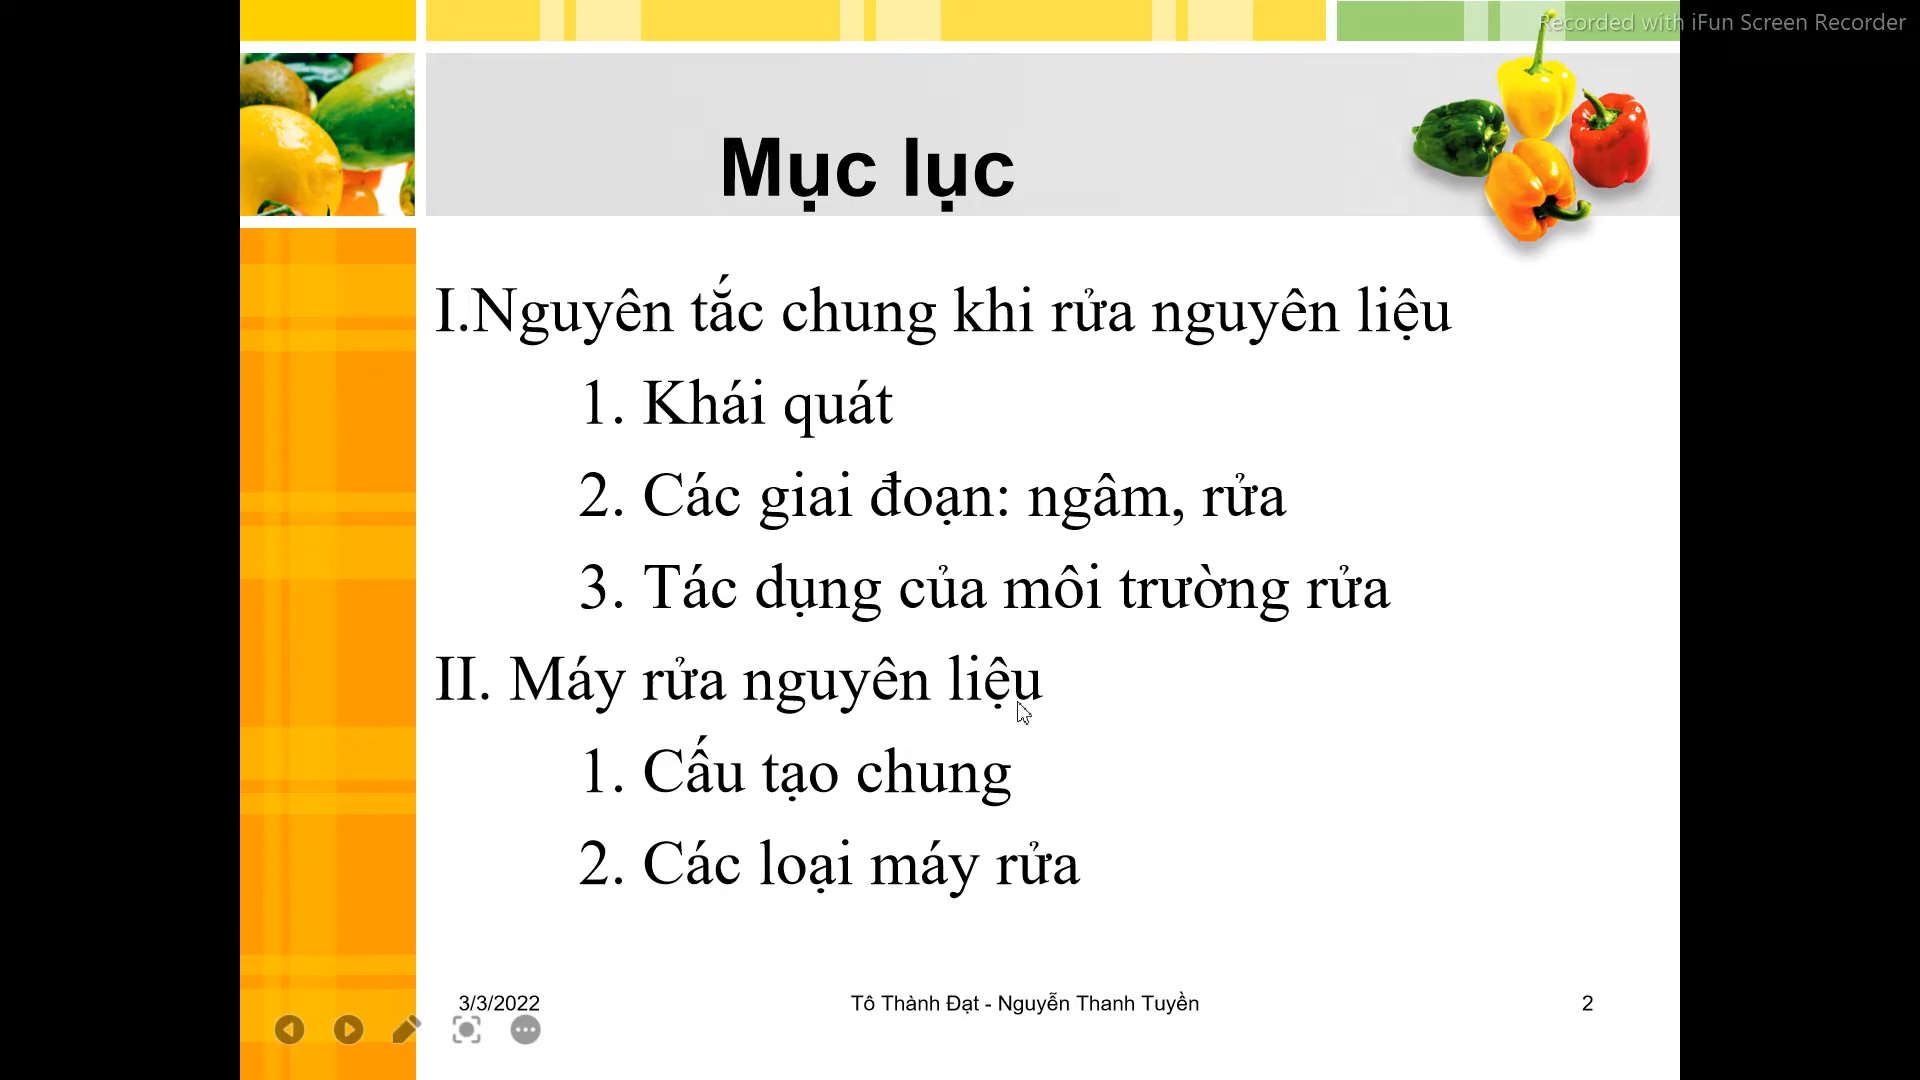 Recorded with iFun Screen Recorder
Mục lục
I.Nguyên tắc chung khi rửa nguyên liệu
1. Khái quát
2. Các giai đoạn: ngâm, rửa
3. Tác dụng của môi trường rửa
II. Máy rửa nguyên liệu
1. Cấu tạo chung
2. Các loại máy rửa
3/3/2022
Tô Thành Đạt - Nguyễn Thanh Tuyền
2